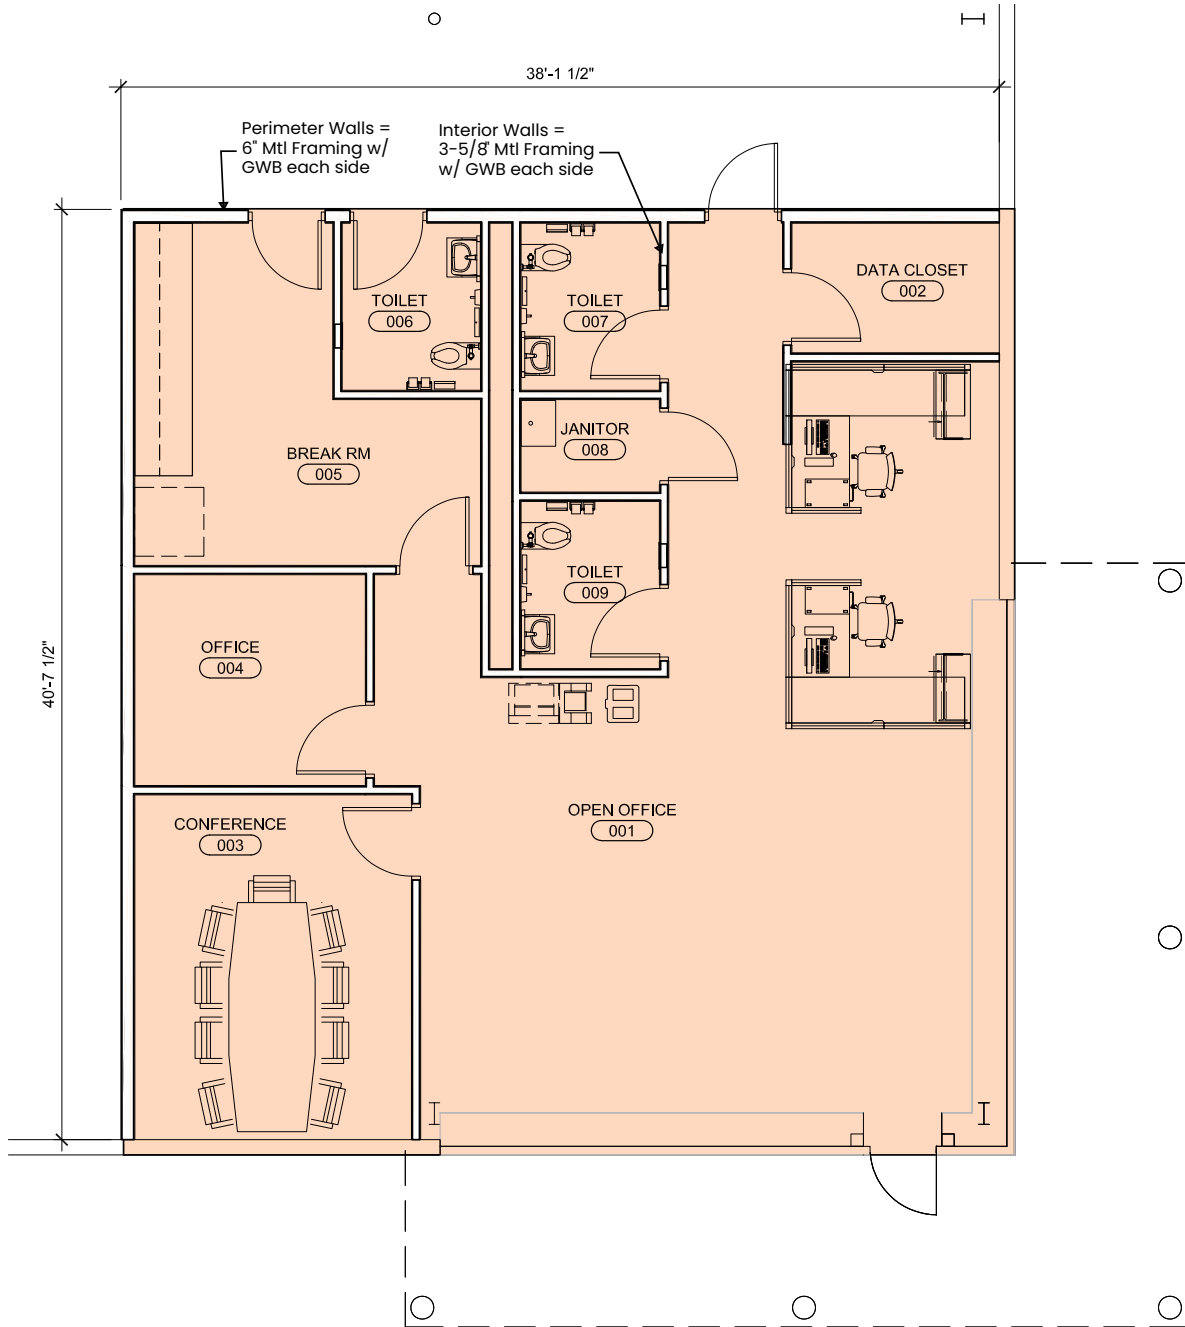 38'-1 1/2"
Perimeter Walls =
6" Mtl Framing w/
GWB each side
Interior Walls =
3-5/8" Mtl Framing
w/ GWB each side
DATA CLOSET
002
TOILET
006
TOILET
007
JANITOR
008
BREAK RM
005
TOILET
009
OFFICE
004
40'-7 1/2"
OPEN OFFICE
001
CONFERENCE
003